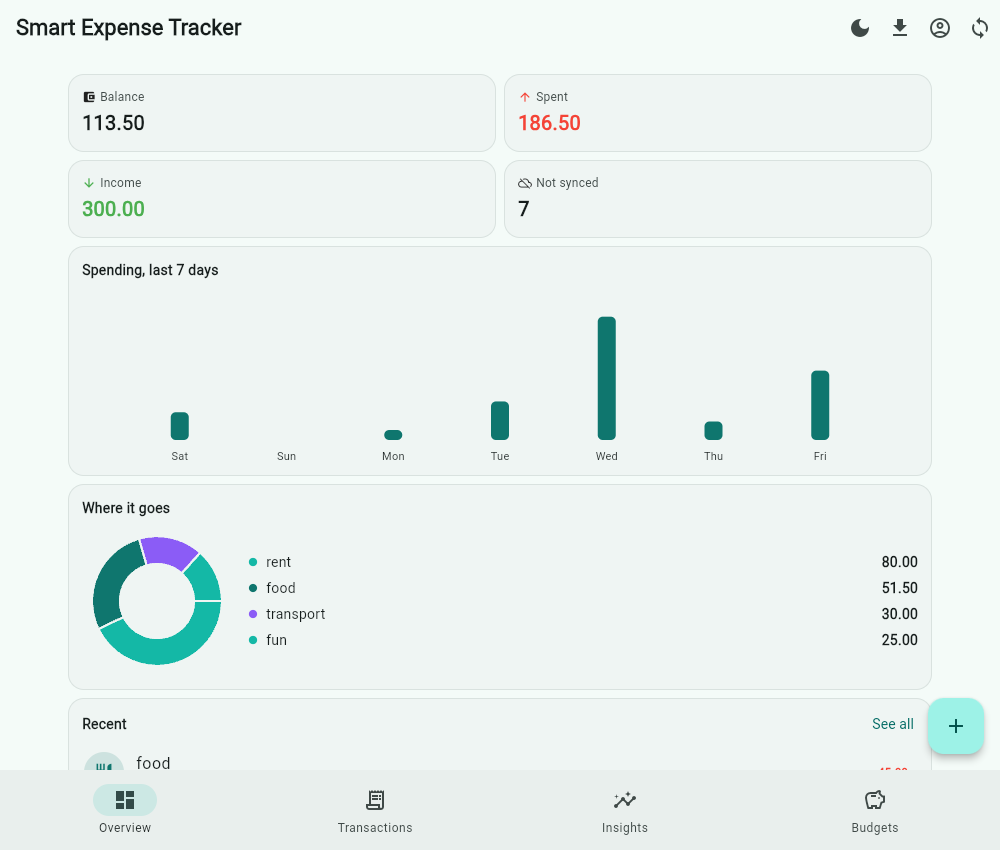 Smart Expense Tracker
Balance
113.50
Spent
186.50
Income
300.00
Not synced
7
Spending, last 7 days
Sat Sun Mon Tue Wed Thu Fri
Where it goes
rent 80.00
food 51.50
transport 30.00
fun 25.00
Recent See all
food
Overview Transactions Insights Budgets